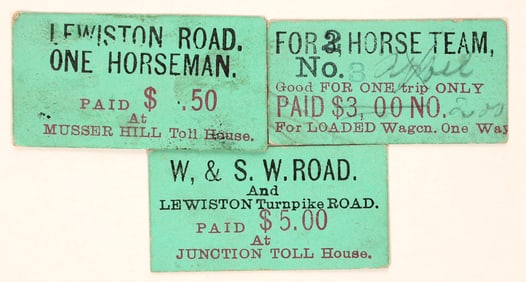 LEWISTON ROAD.
ONE HORSEMAN.
PAID $ .50
At
MUSSER HILL Toll House.
FOR 2, HORSE TEAM,
No. 8
Good FOR ONE trip ONLY
PAID $3,00 NO. 200
For LOADED Wagon. One Way
W, & S. W. ROAD.
And
LEWISTON Turnpike ROAD.
PAID $5.00
At
JUNCTION TOLL House.